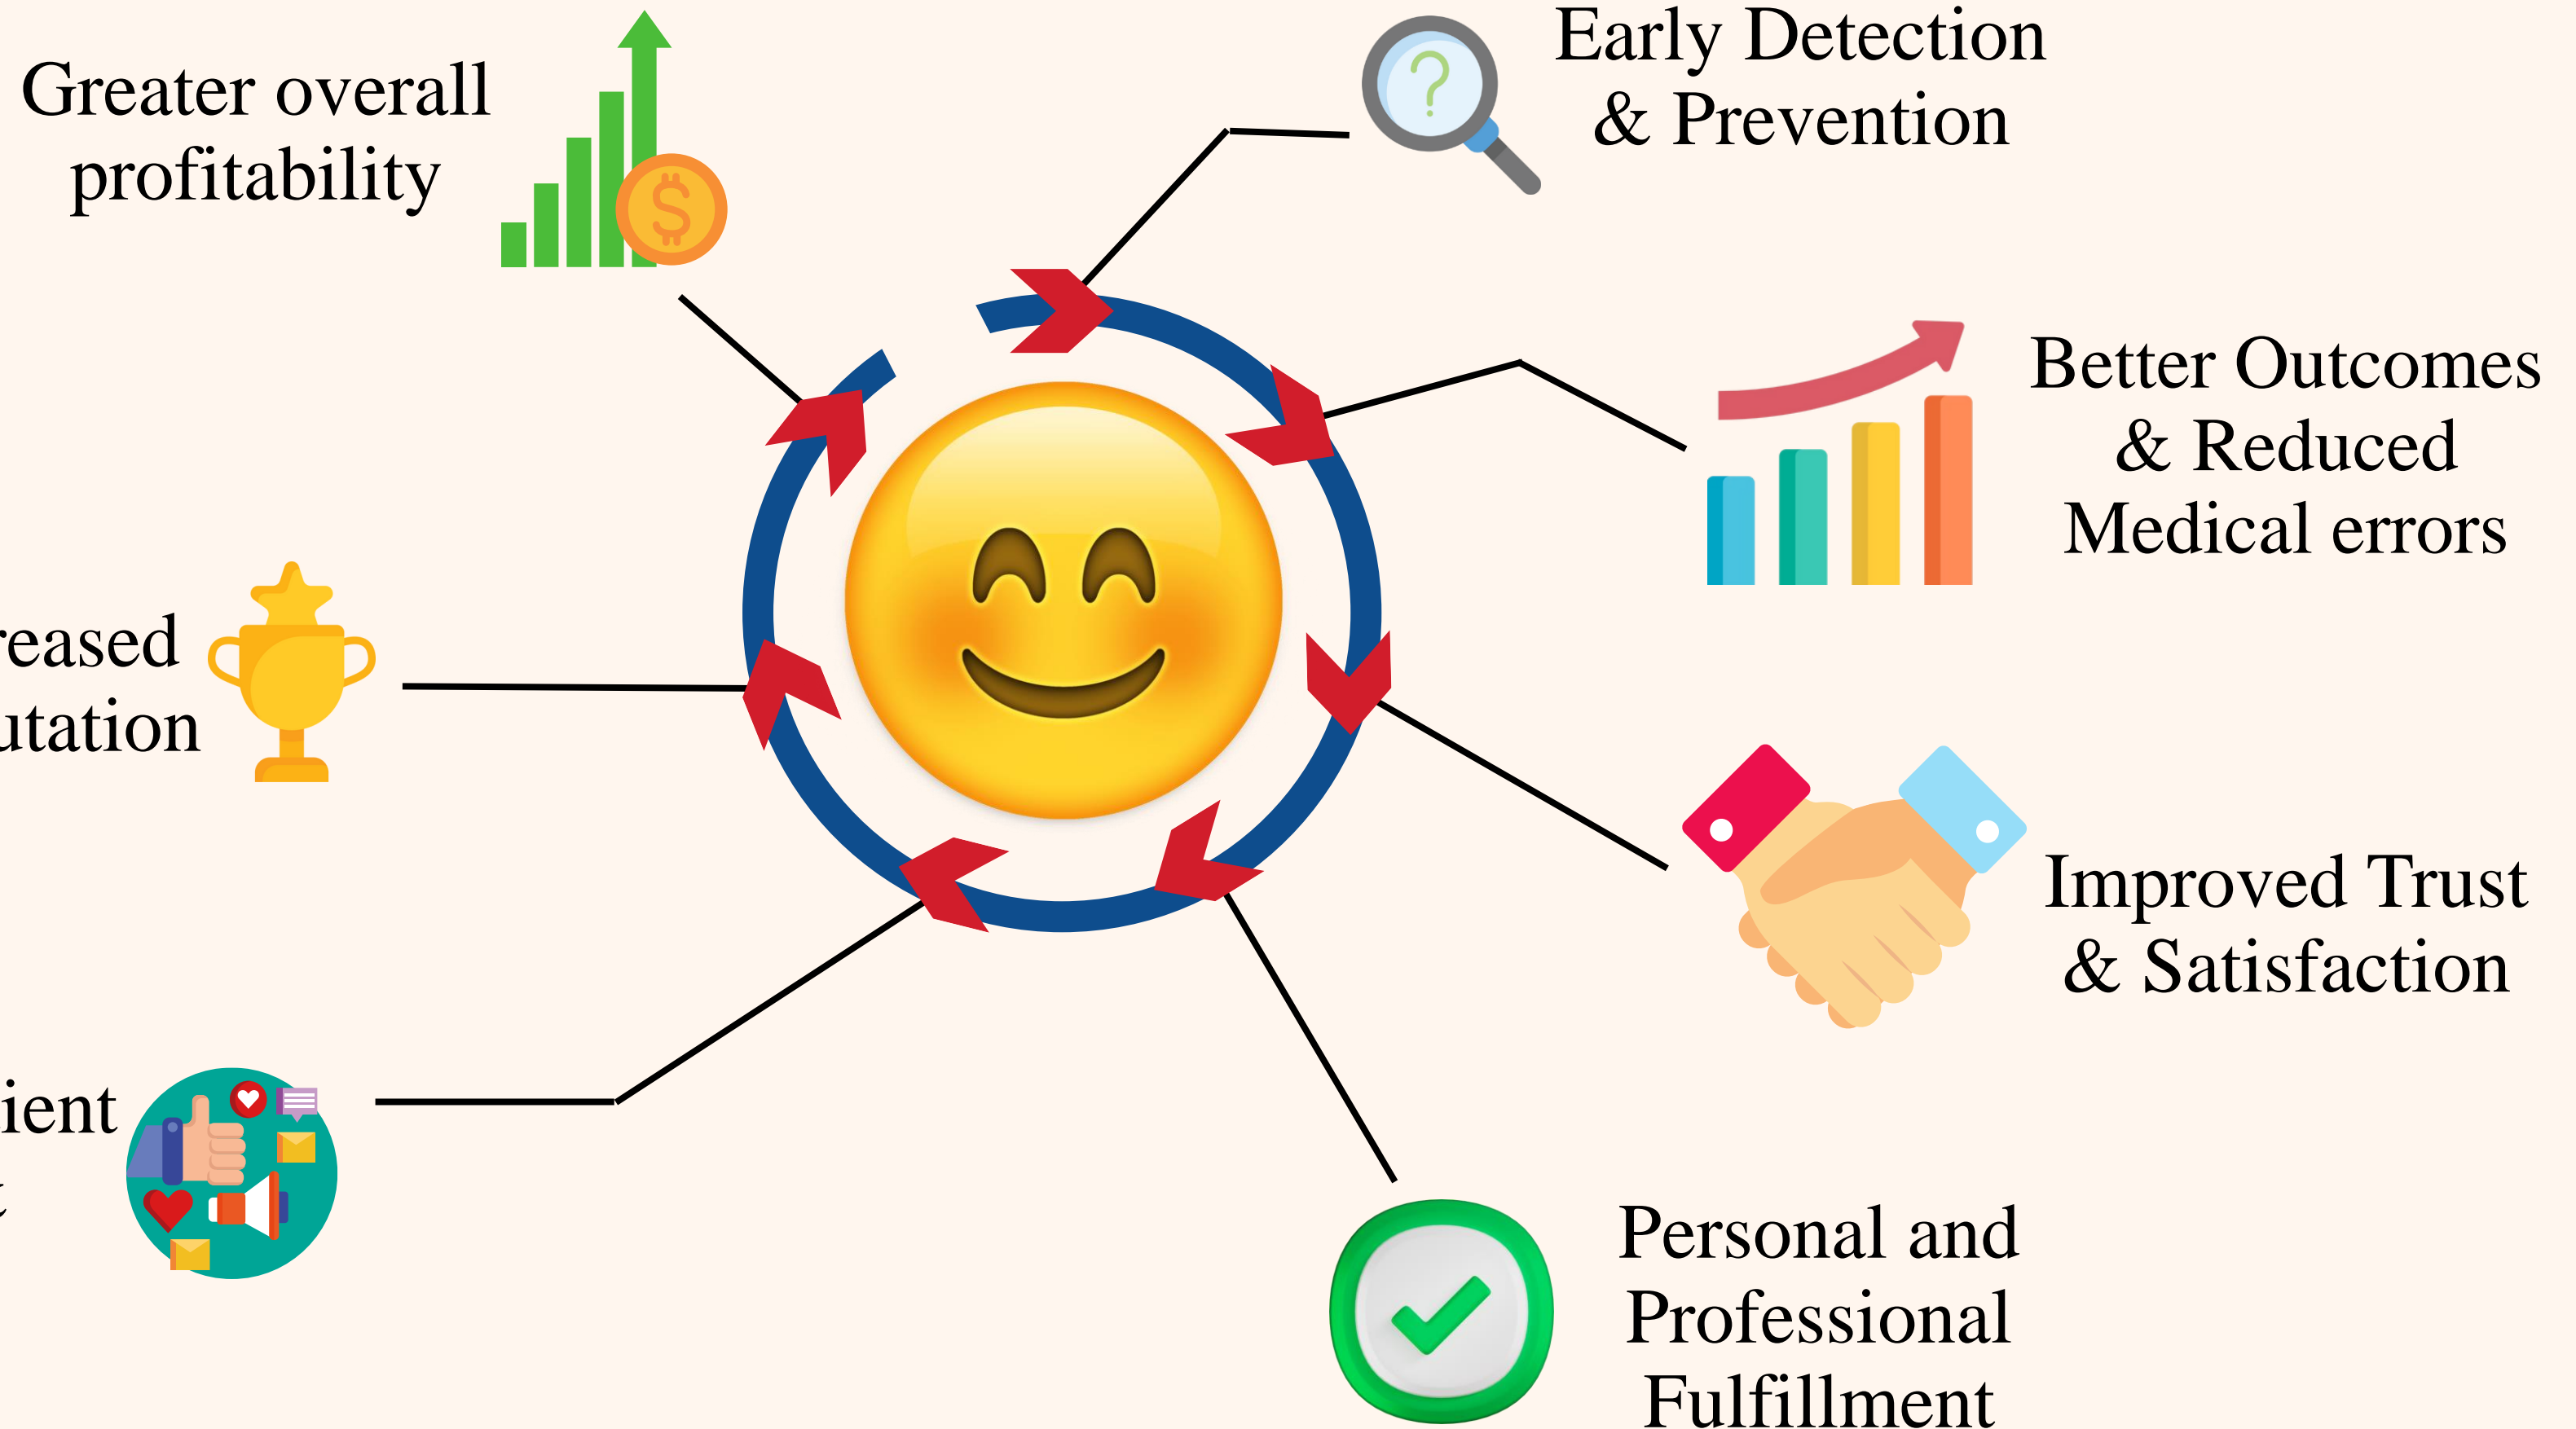 Greater overall
profitability
Early Detection
& Prevention
Better Outcomes
& Reduced
Medical errors
Improved Trust
& Satisfaction
Personal and
Professional
Fulfillment
reased
utation
ient